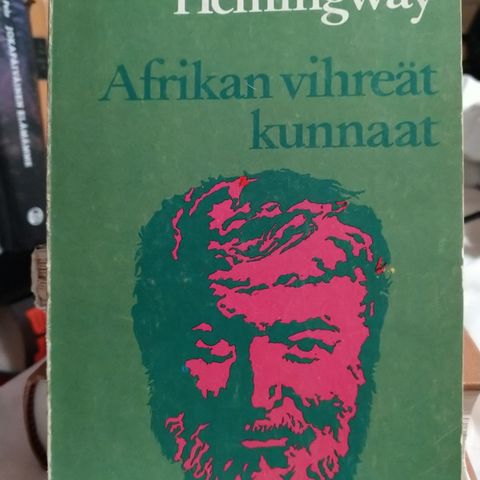 Hemingway
Afrikan vihreät
kunnaat